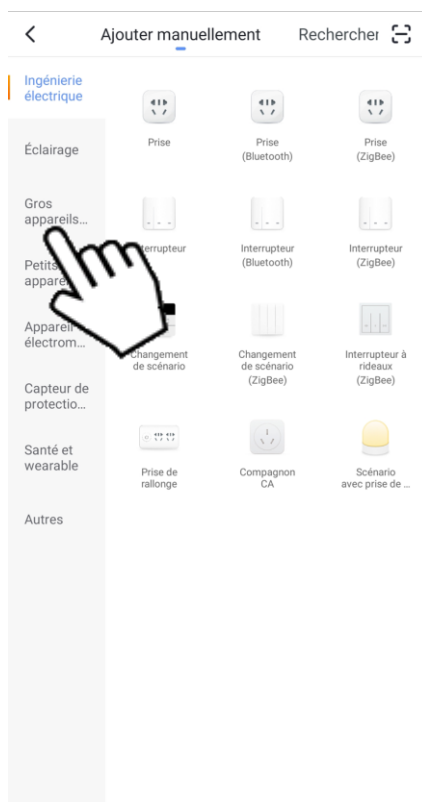 Ajouter manuellement Rechercher
Ingénierie
électrique
Éclairage
Gros
appareils...
Petits
Appareil
électrom...
Capteur de
protectio...
Santé et
wearable
Autres
Prise
Prise
(Bluetooth)
Prise
(ZigBee)
Interrupteur
(Bluetooth)
Interrupteur
(ZigBee)
Changement
de scénario
Changement
de scénario
(ZigBee)
Interrupteur à
rideaux
(ZigBee)
Prise de
rallonge
Compagnon
CA
Scénario
avec prise de ...